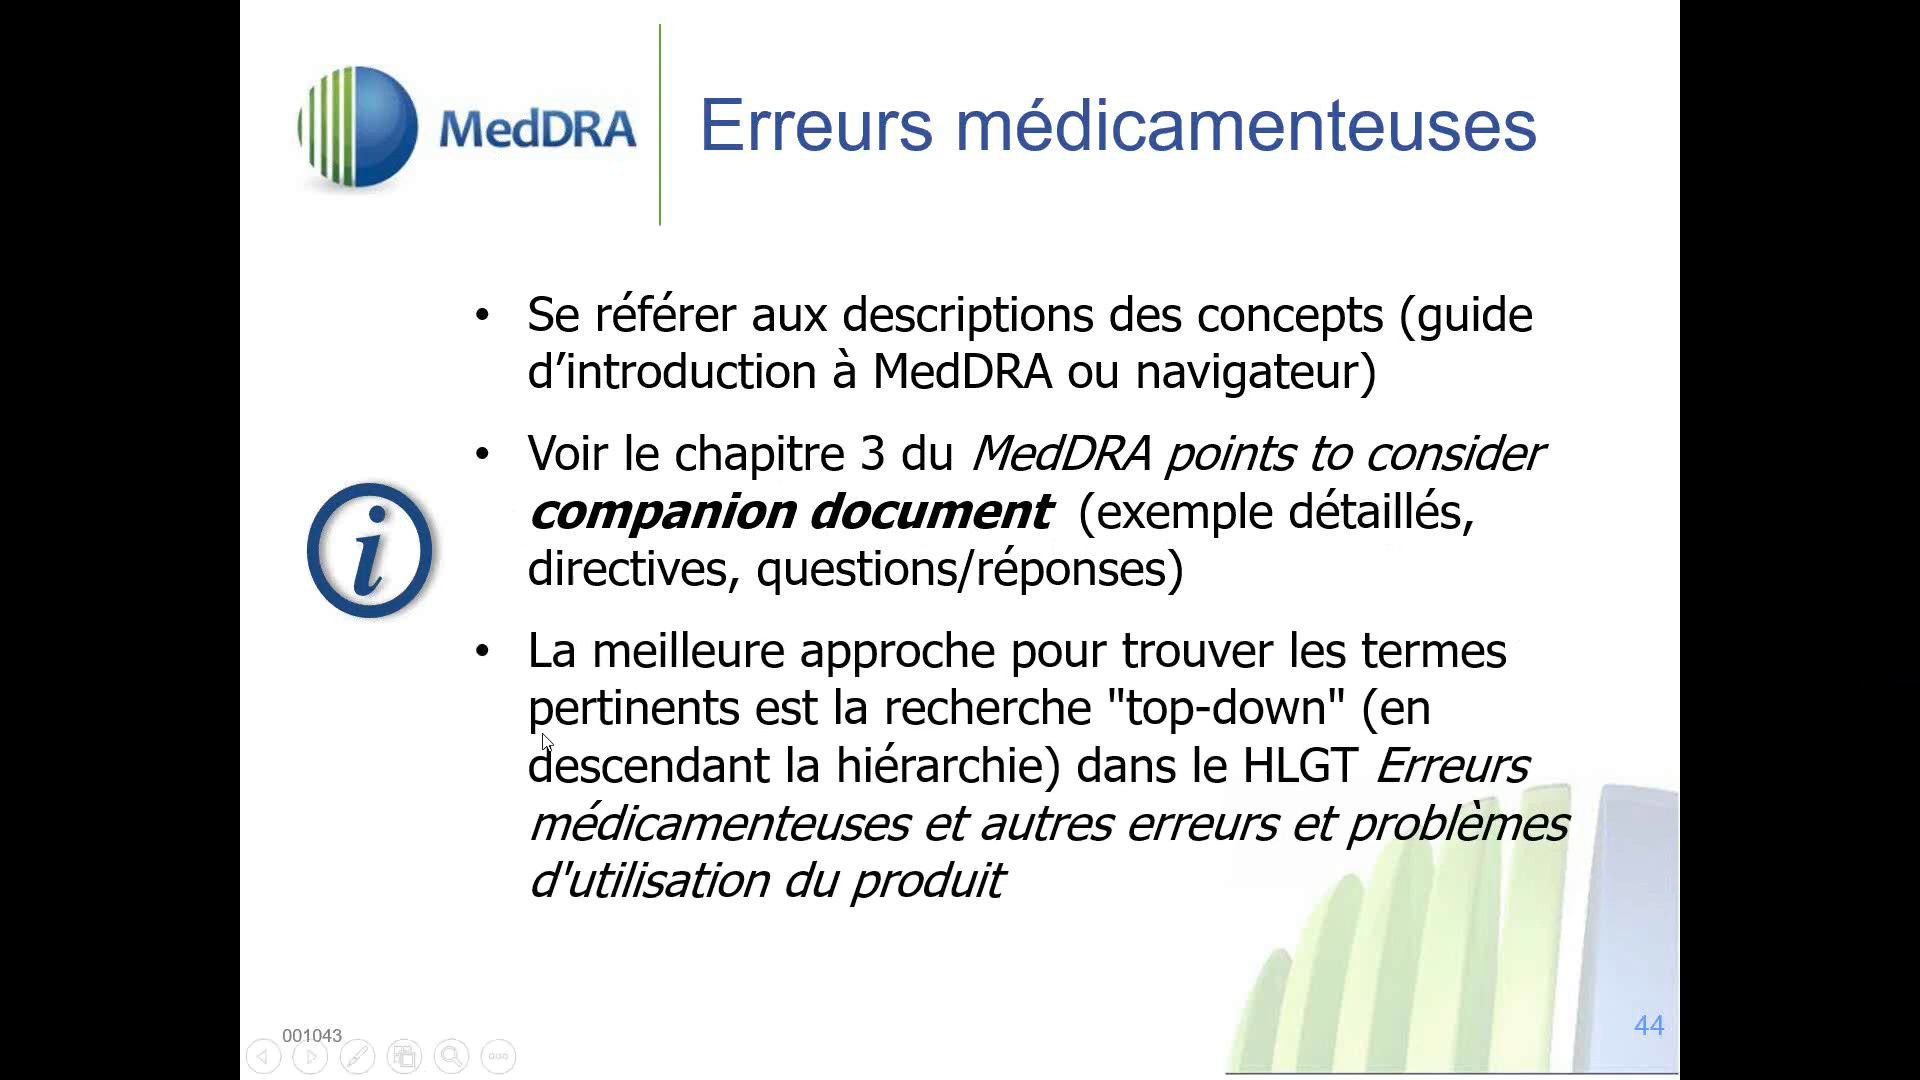 MedDRA
Erreurs médicamenteuses
• Se référer aux descriptions des concepts (guide
d’introduction à MedDRA ou navigateur)
• Voir le chapitre 3 du MedDRA points to consider
companion document (exemple détaillés,
directives, questions/réponses)
• La meilleure approche pour trouver les termes
pertinents est la recherche "top-down" (en
descendant la hiérarchie) dans le HLGT Erreurs
médicamenteuses et autres erreurs et problèmes
d'utilisation du produit
i
001043
44